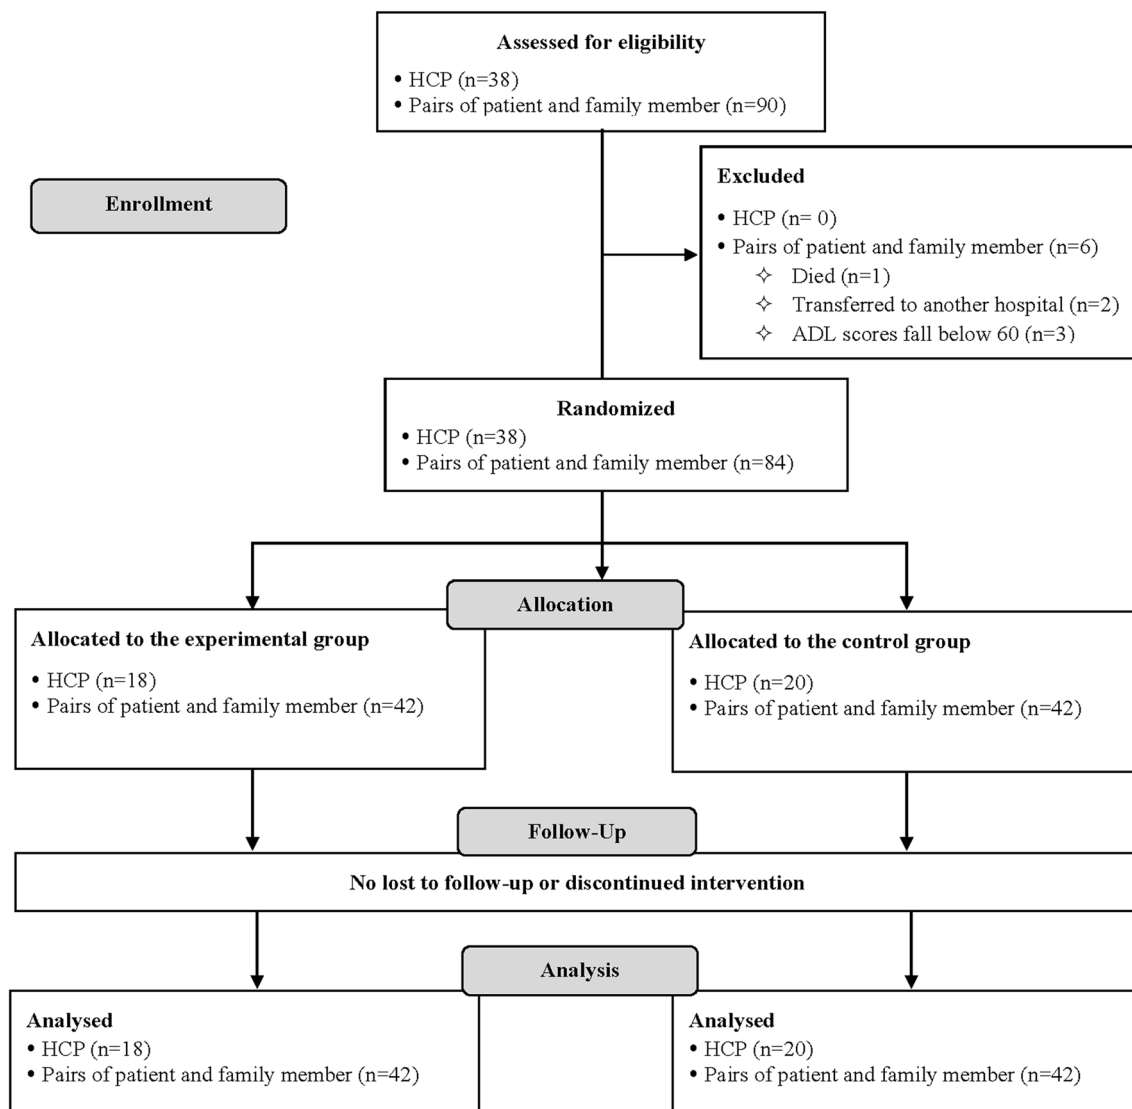 Assessed for eligibility
• HCP (n=38)
• Pairs of patient and family member (n=90)
Enrollment
Excluded
• HCP (n= 0)
• Pairs of patient and family member (n=6)
✧ Died (n=1)
✧ Transferred to another hospital (n=2)
✧ ADL scores fall below 60 (n=3)
Randomized
• HCP (n=38)
• Pairs of patient and family member (n=84)
Allocation
Allocated to the experimental group
• HCP (n=18)
• Pairs of patient and family member (n=42)
Allocated to the control group
• HCP (n=20)
• Pairs of patient and family member (n=42)
Follow-Up
No lost to follow-up or discontinued intervention
Analysis
Analysed
• HCP (n=18)
• Pairs of patient and family member (n=42)
Analysed
• HCP (n=20)
• Pairs of patient and family member (n=42)